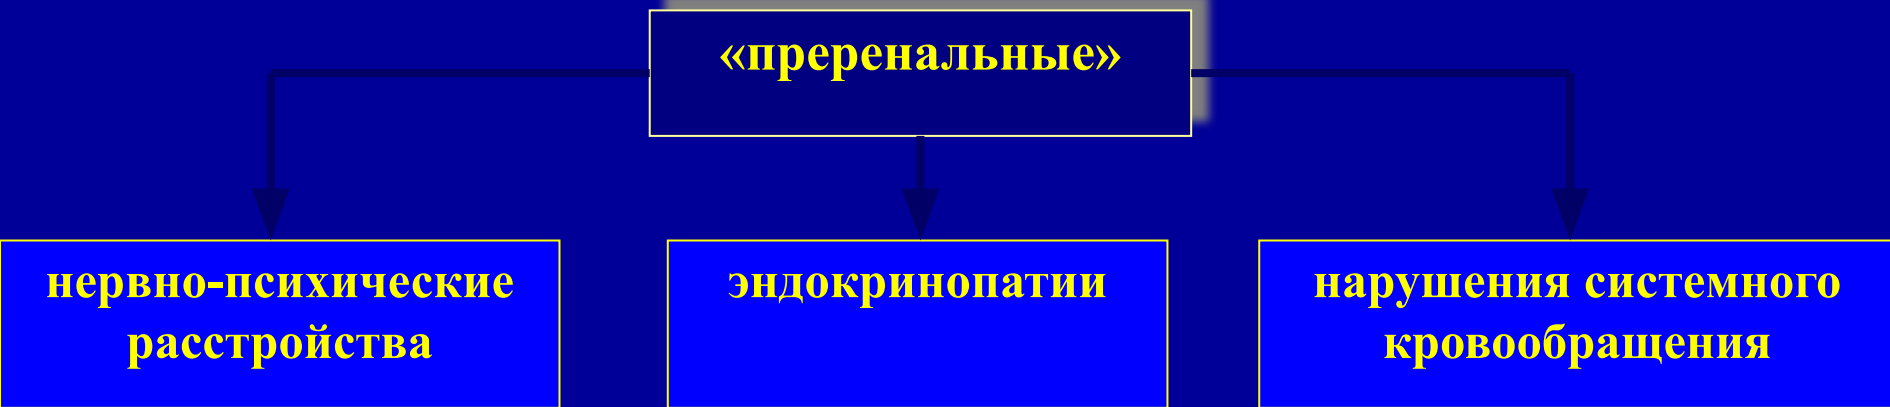 «преренальные»
нервно-психические
расстройства
эндокринопатии
нарушения системного
кровообращения